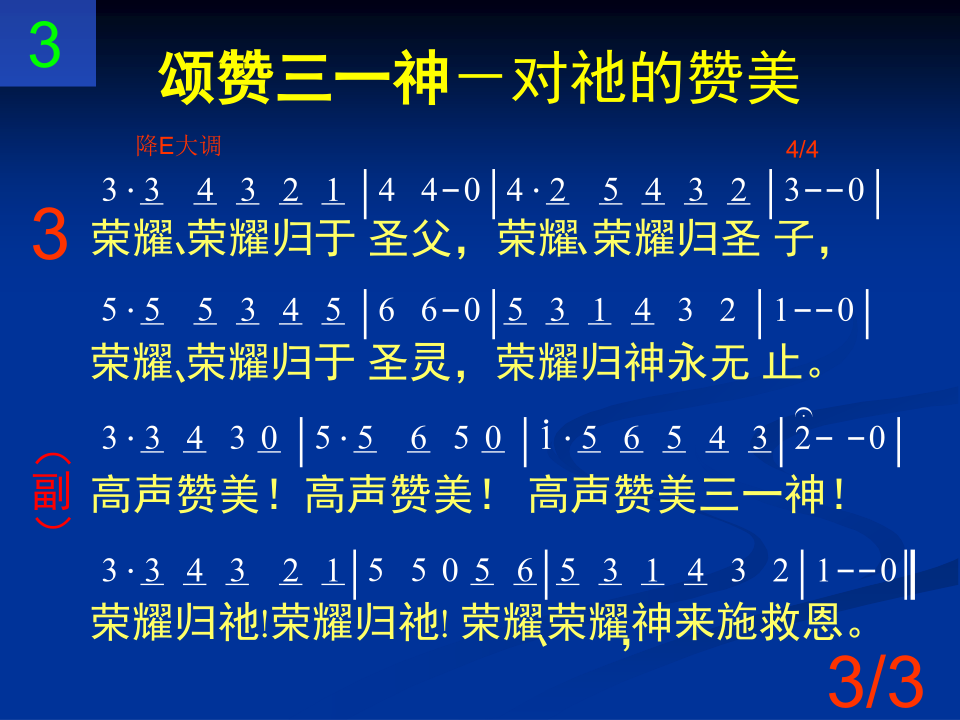 3
颂赞三一神－对祂的赞美
降E大调 4/4
3·3 4 3 2 1│4 4−0│4·2 5 4 3 2│3−−0│
3 荣耀、荣耀归于 圣父，荣耀、荣耀归圣 子，
5·5 5 3 4 5│6 6−0│5 3 1 4 3 2│1−−0│
荣耀、荣耀归于 圣灵，荣耀归神永无 止。
3·3 4 3 0│5·5 6 5 0│i·5 6 5 4 3│2− −0│
（副） 高声赞美！高声赞美！ 高声赞美三一神！
3·3 4 3 2 1│5 5 0 5 6│5 3 1 4 3 2│1−−0‖
荣耀归祂!荣耀归祂! 荣耀、荣耀，神来施救恩。
3/3